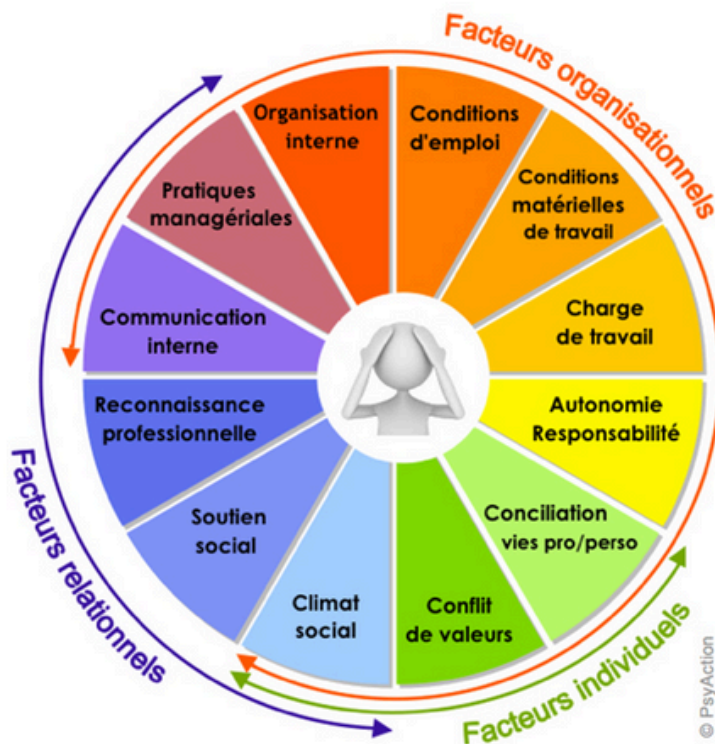 Facteurs organisationnels
Organisation
interne
Conditions
d'emploi
Conditions
matérielles
de travail
Charge
de travail
Autonomie
Responsabilité
Conciliation
vies pro/perso
Conflit
de valeurs
Climat
social
Soutien
social
Reconnaissance
professionnelle
Communication
interne
Pratiques
managériales
Facteurs relationnels
Facteurs individuels
© PsyAction